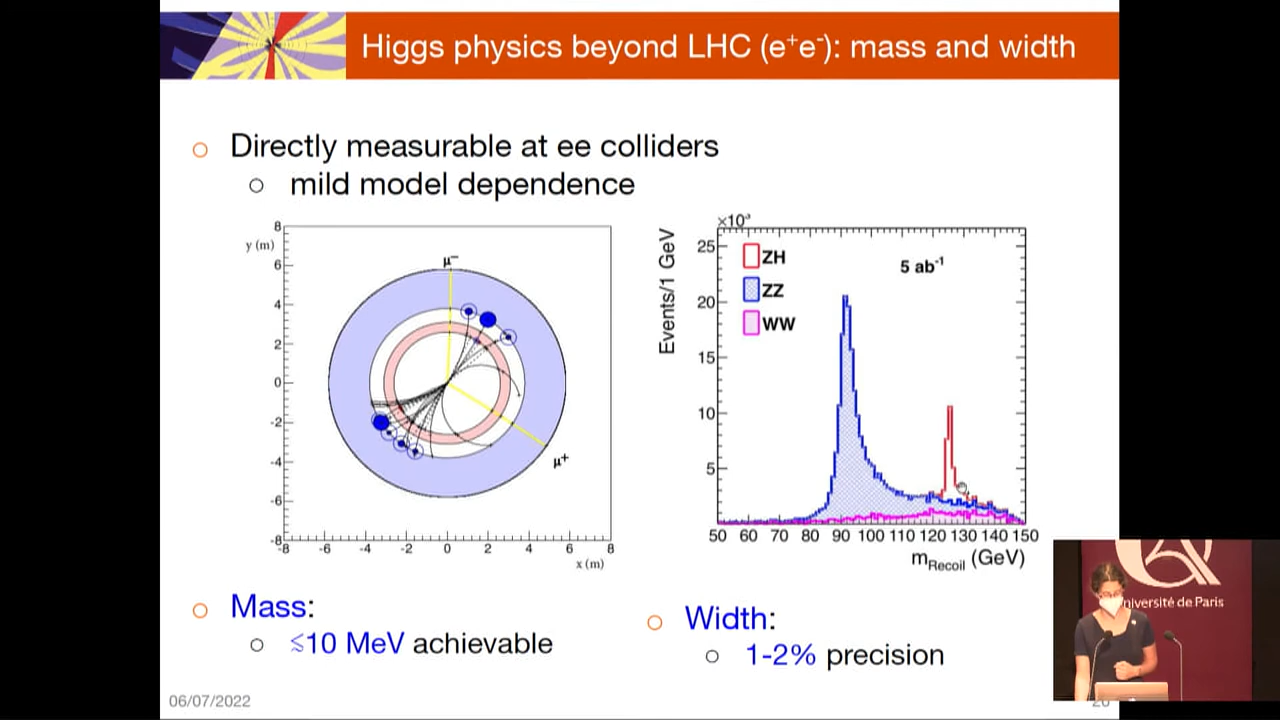 Higgs physics beyond LHC (e⁺e⁻): mass and width
Directly measurable at ee colliders
mild model dependence
8
y (m)
6
4
2
0
-2
-4
-6
-8
-8 -6 -4 -2 0 2 4 6 8
x (m)
μ⁻
μ⁺
Events/1 GeV
×10³
25
20
15
10
5
ZH
ZZ
WW
5 ab⁻¹
50 60 70 80 90 100 110 120 130 140 150
mRecoil (GeV)
Mass:
≲10 MeV achievable
Width:
1-2% precision
niversité de Paris
06/07/2022